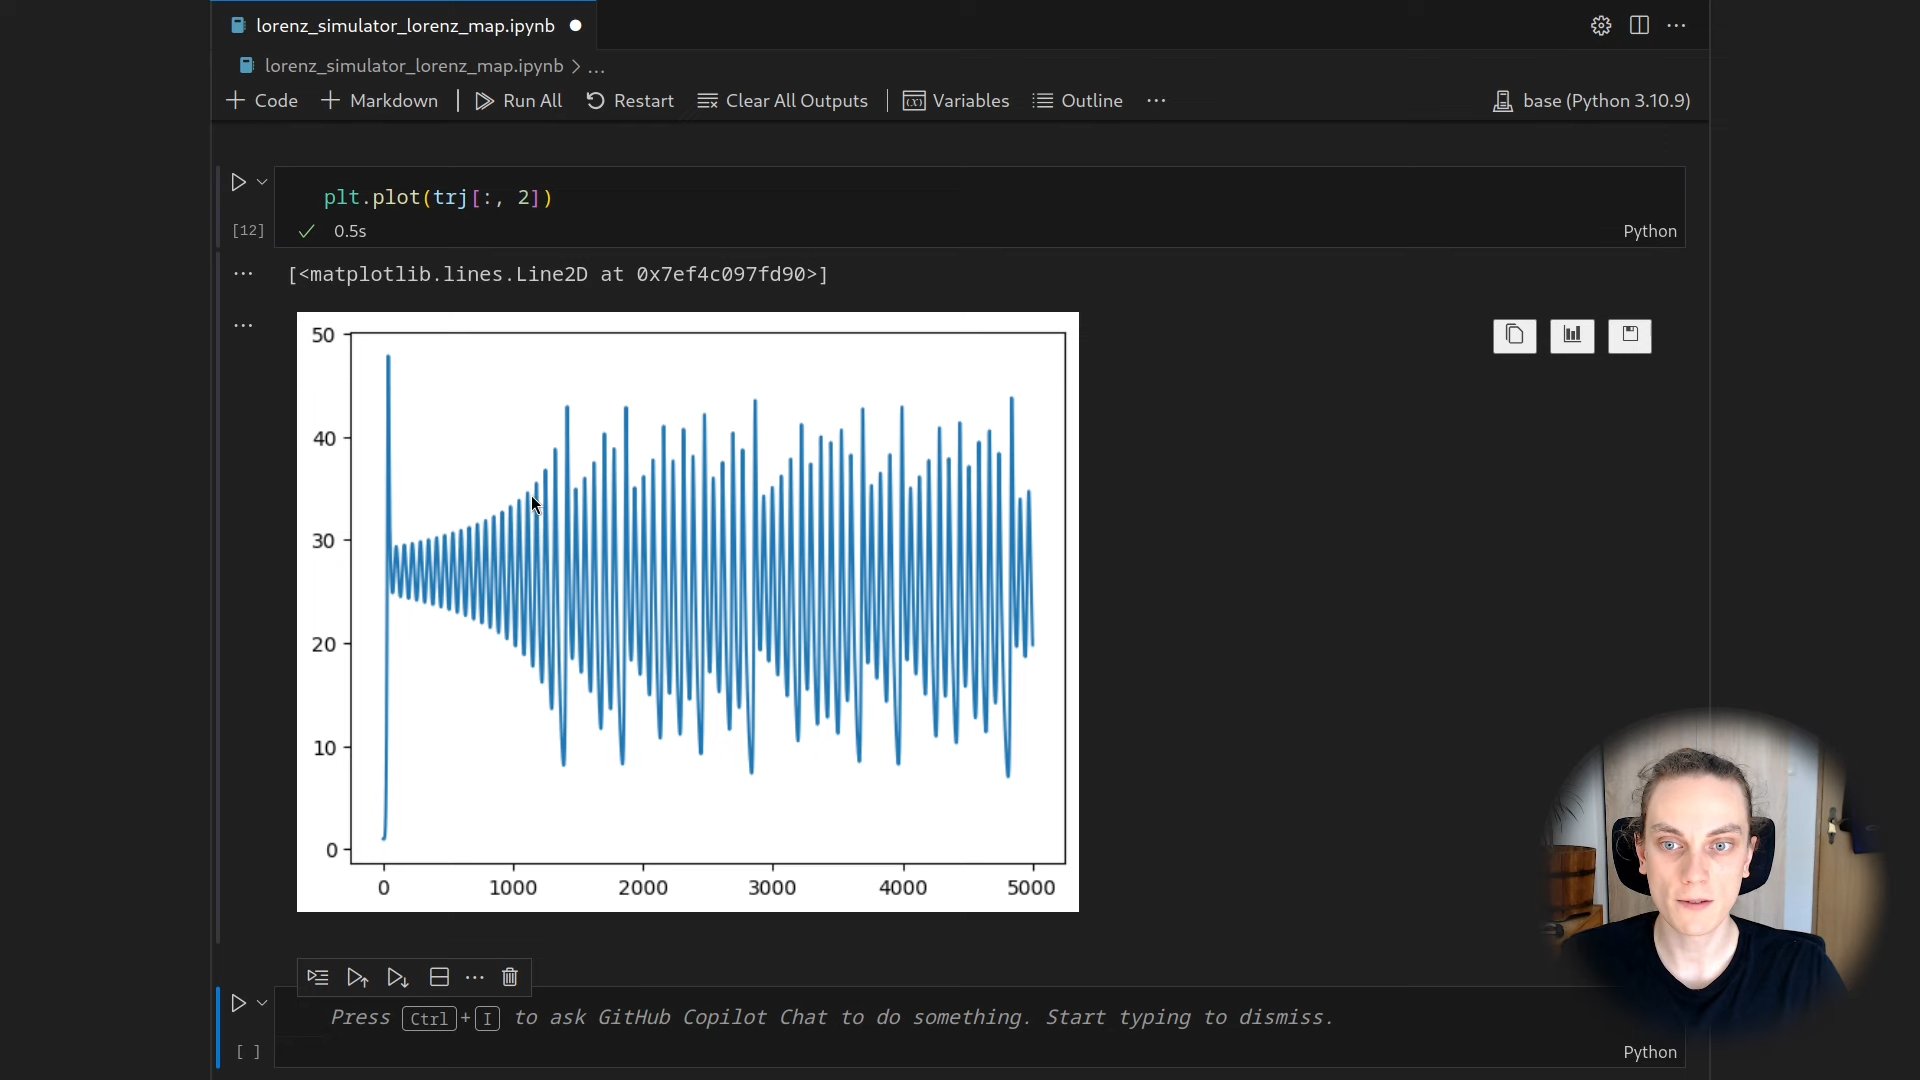 lorenz_simulator_lorenz_map.ipynb
lorenz_simulator_lorenz_map.ipynb > ...
+ Code + Markdown | Run All Restart Clear All Outputs | Variables Outline ... base (Python 3.10.9)
plt.plot(trj[:, 2])
[12] 0.5s Python
[<matplotlib.lines.Line2D at 0x7ef4c097fd90>]
50
40
30
20
10
0
0 1000 2000 3000 4000 5000
Press Ctrl+I to ask GitHub Copilot Chat to do something. Start typing to dismiss.
[ ] Python